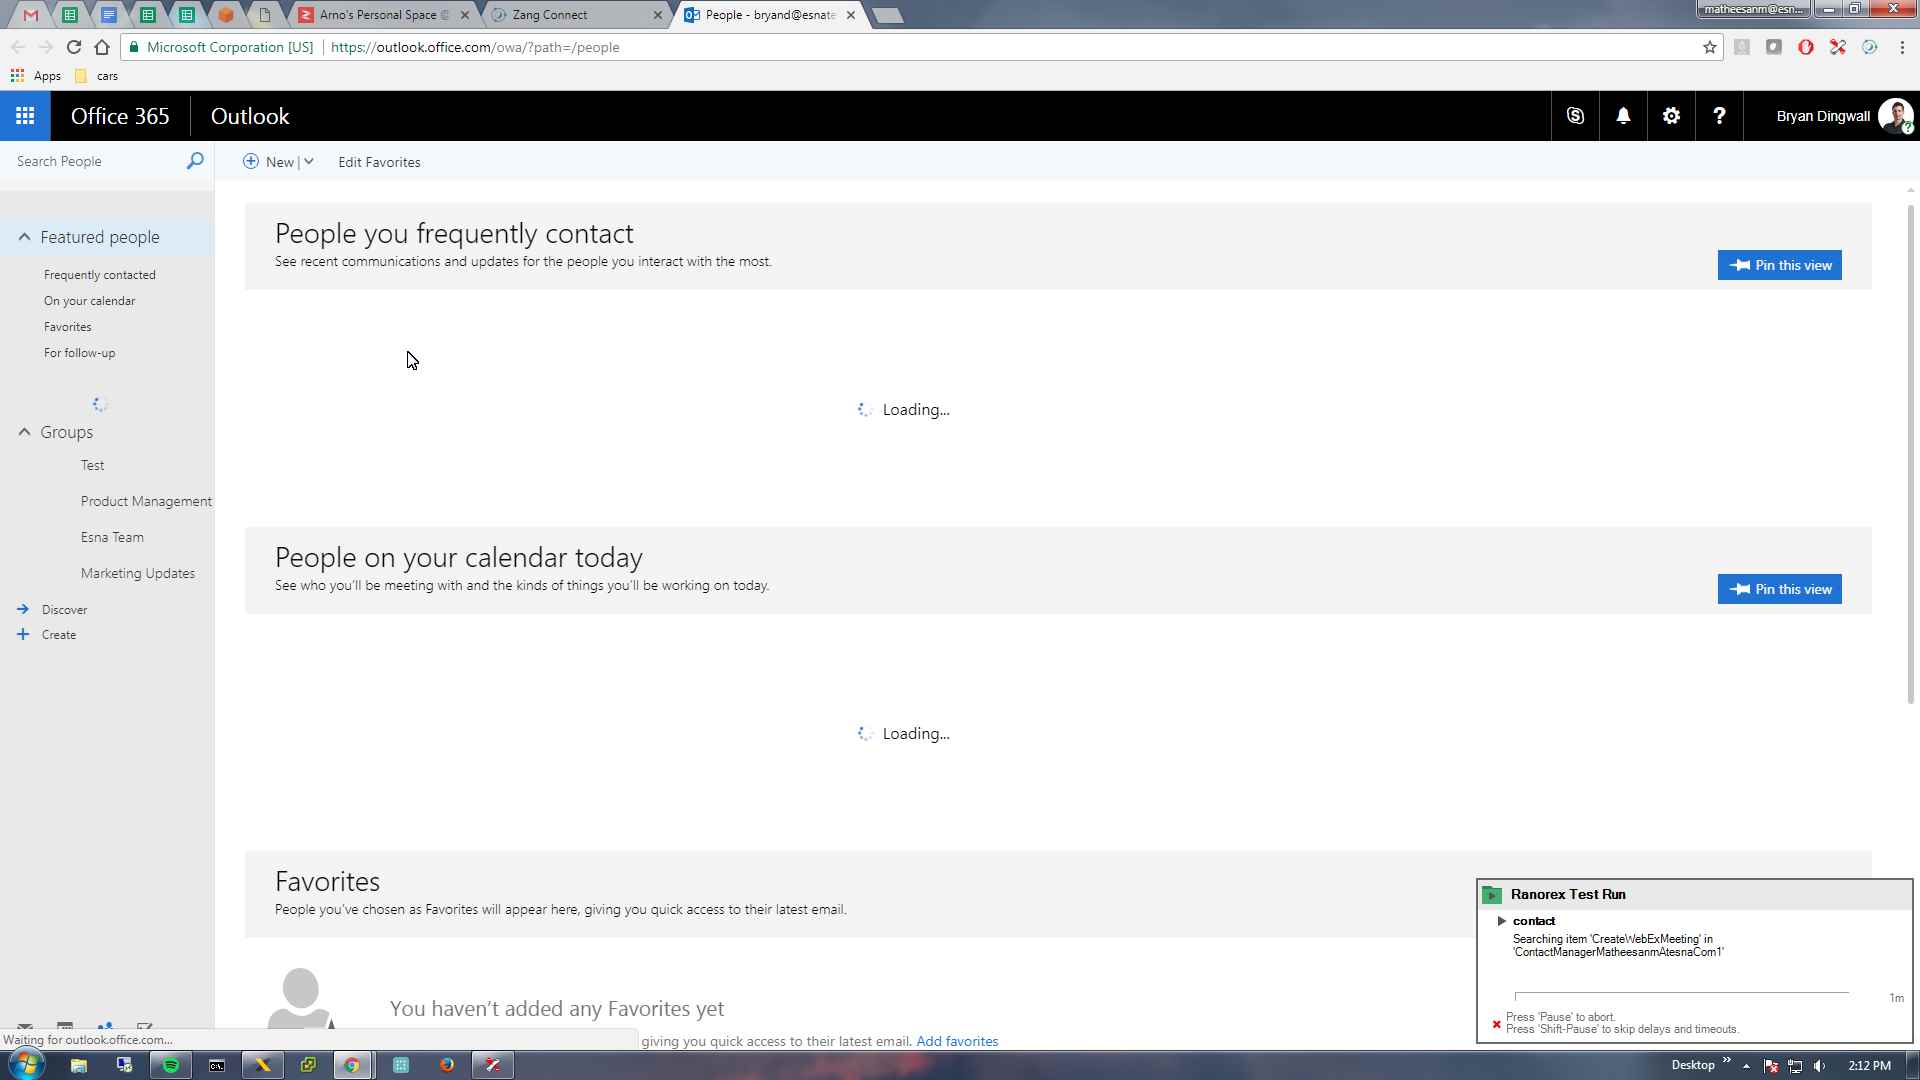 Arno's Personal Space @
Zang Connect
People - bryand@esnate
matheesanm@esn...
Microsoft Corporation [US]
https://outlook.office.com/owa/?path=/people
Apps
cars
Office 365
Outlook
Bryan Dingwall
Search People
New
Edit Favorites
Featured people
Frequently contacted
On your calendar
Favorites
For follow-up
Groups
Test
Product Management
Esna Team
Marketing Updates
Discover
Create
People you frequently contact
See recent communications and updates for the people you interact with the most.
Pin this view
Loading...
People on your calendar today
See who you'll be meeting with and the kinds of things you'll be working on today.
Pin this view
Loading...
Favorites
People you've chosen as Favorites will appear here, giving you quick access to their latest email.
You haven't added any Favorites yet
giving you quick access to their latest email. Add favorites
Ranorex Test Run
contact
Searching item 'CreateWebExMeeting' in
'ContactManagerMatheesanmAtesnaCom1'
1m
Press 'Pause' to abort.
Press 'Shift-Pause' to skip delays and timeouts.
Waiting for outlook.office.com...
Desktop
2:12 PM